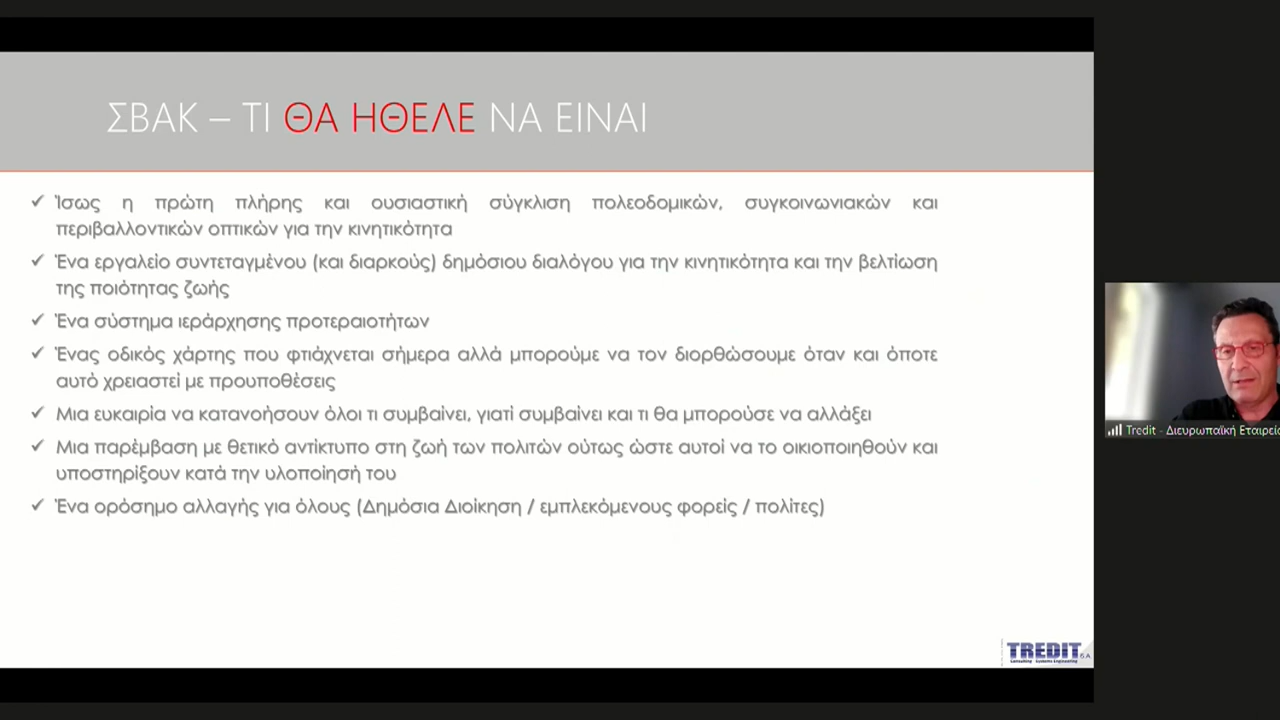 ΣΒΑΚ – ΤΙ ΘΑ ΗΘΕΛΕ ΝΑ ΕΙΝΑΙ
✓ Ίσως η πρώτη πλήρης και ουσιαστική σύγκλιση πολεοδομικών, συγκοινωνιακών και
περιβαλλοντικών οπτικών για την κινητικότητα
✓ Ένα εργαλείο συντεταγμένου (και διαρκούς) δημόσιου διαλόγου για την κινητικότητα και την βελτίωση
της ποιότητας ζωής
✓ Ένα σύστημα ιεράρχησης προτεραιοτήτων
✓ Ένας οδικός χάρτης που φτιάχνεται σήμερα αλλά μπορούμε να τον διορθώσουμε όταν και όποτε
αυτό χρειαστεί με προυποθέσεις
✓ Μια ευκαιρία να κατανοήσουν όλοι τι συμβαίνει, γιατί συμβαίνει και τι θα μπορούσε να αλλάξει
✓ Μια παρέμβαση με θετικό αντίκτυπο στη ζωή των πολιτών ούτως ώστε αυτοί να το οικιοποιηθούν και
υποστηρίξουν κατά την υλοποίησή του
✓ Ένα ορόσημο αλλαγής για όλους (Δημόσια Διοίκηση / εμπλεκόμενους φορείς / πολίτες)
Tredit - Διευρωπαϊκή Εταιρεία
TREDIT S.A.
Consulting - Systems Engineering